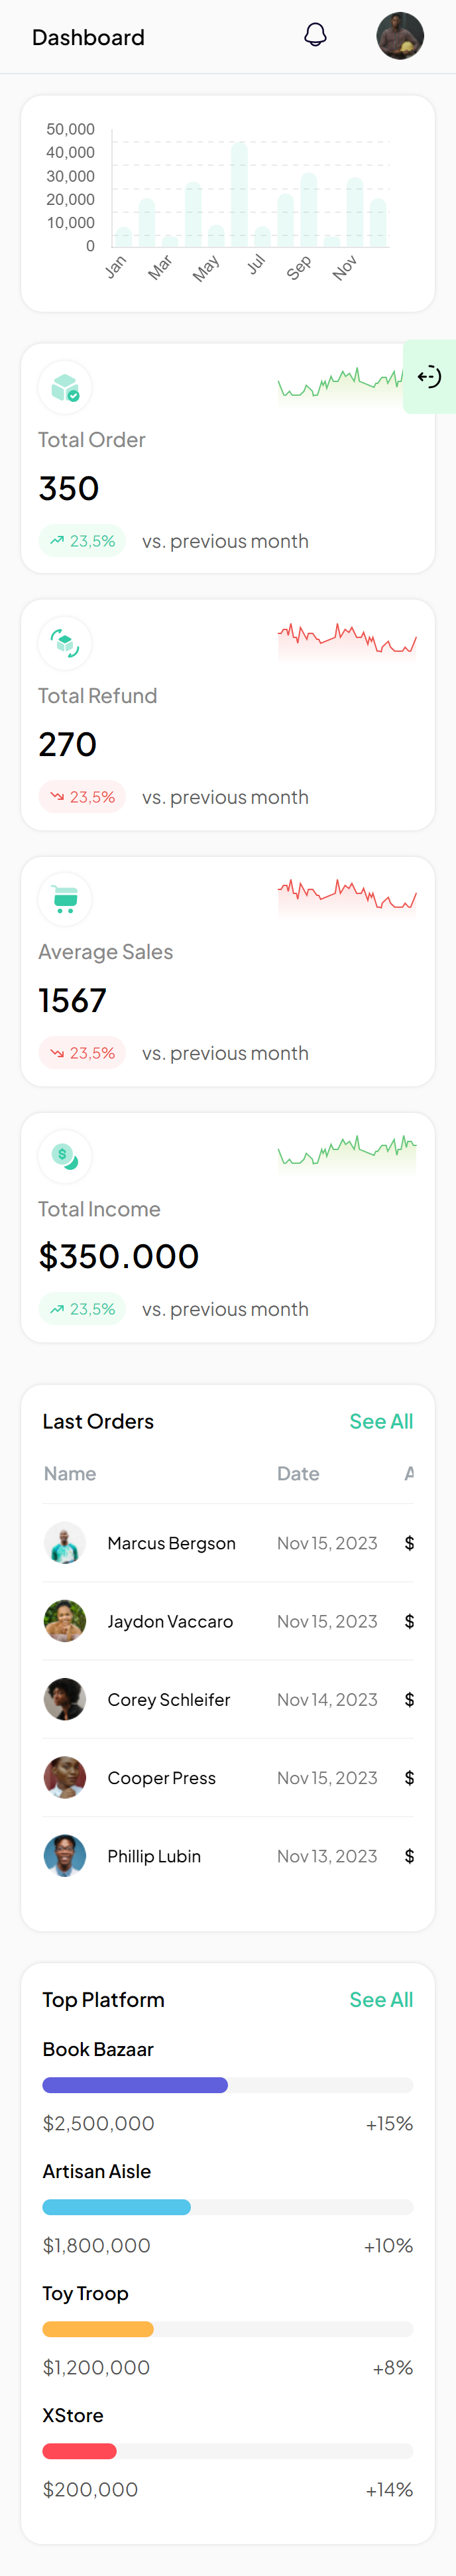 Dashboard
50,000
40,000
30,000
20,000
10,000
0
Jan Mar May Jul Sep Nov
Total Order
350
23,5% vs. previous month
Total Refund
270
23,5% vs. previous month
Average Sales
1567
23,5% vs. previous month
$
Total Income
$350.000
23,5% vs. previous month
Last Orders See All
Name Date A
Marcus Bergson Nov 15, 2023 $
Jaydon Vaccaro Nov 15, 2023 $
Corey Schleifer Nov 14, 2023 $
Cooper Press Nov 15, 2023 $
Phillip Lubin Nov 13, 2023 $
Top Platform See All
Book Bazaar
$2,500,000 +15%
Artisan Aisle
$1,800,000 +10%
Toy Troop
$1,200,000 +8%
XStore
$200,000 +14%